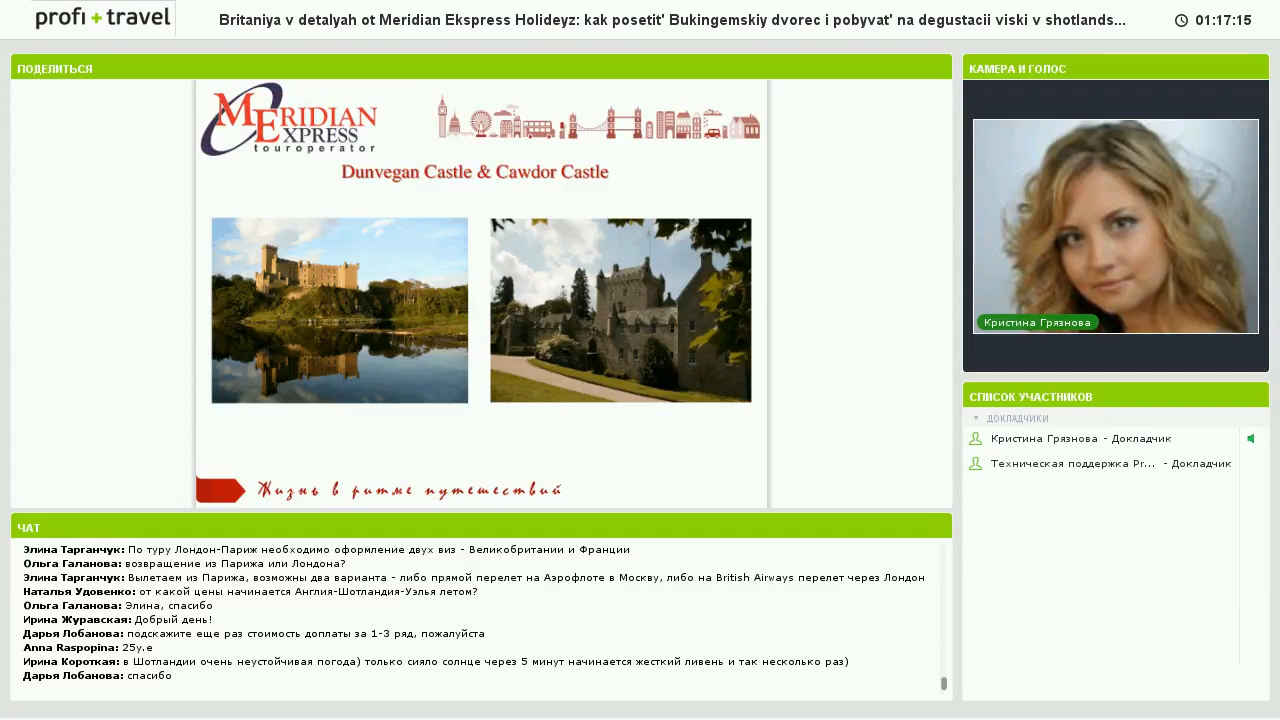 profi + travel
Britaniya v detalyah ot Meridian Ekspress Holideyz: kak posetit' Bukingemskiy dvorec i pobyvat' na degustacii viski v shotlands...
01:17:15
ПОДЕЛИТЬСЯ
MERIDIAN
EXPRESS
touroperator
Dunvegan Castle & Cawdor Castle
Жизнь в ритме путешествий
КАМЕРА И ГОЛОС
Кристина Грязнова
СПИСОК УЧАСТНИКОВ
ДОКЛАДЧИКИ
Кристина Грязнова - Докладчик
Техническая поддержка Pr... - Докладчик
ЧАТ
Элина Тарганчук: По туру Лондон-Париж необходимо оформление двух виз - Великобритании и Франции
Ольга Галанова: возвращение из Парижа или Лондона?
Элина Тарганчук: Вылетаем из Парижа, возможны два варианта - либо прямой перелет на Аэрофлоте в Москву, либо на British Airways перелет через Лондон
Наталья Удовенко: от какой цены начинается Англия-Шотландия-Уэлья летом?
Ольга Галанова: Элина, спасибо
Ирина Журавская: Добрый день!
Дарья Лобанова: подскажите еще раз стоимость доплаты за 1-3 ряд, пожалуйста
Anna Raspopina: 25у.е
Ирина Короткая: в Шотландии очень неустойчивая погода) только сияло солнце через 5 минут начинается жесткий ливень и так несколько раз)
Дарья Лобанова: спасибо